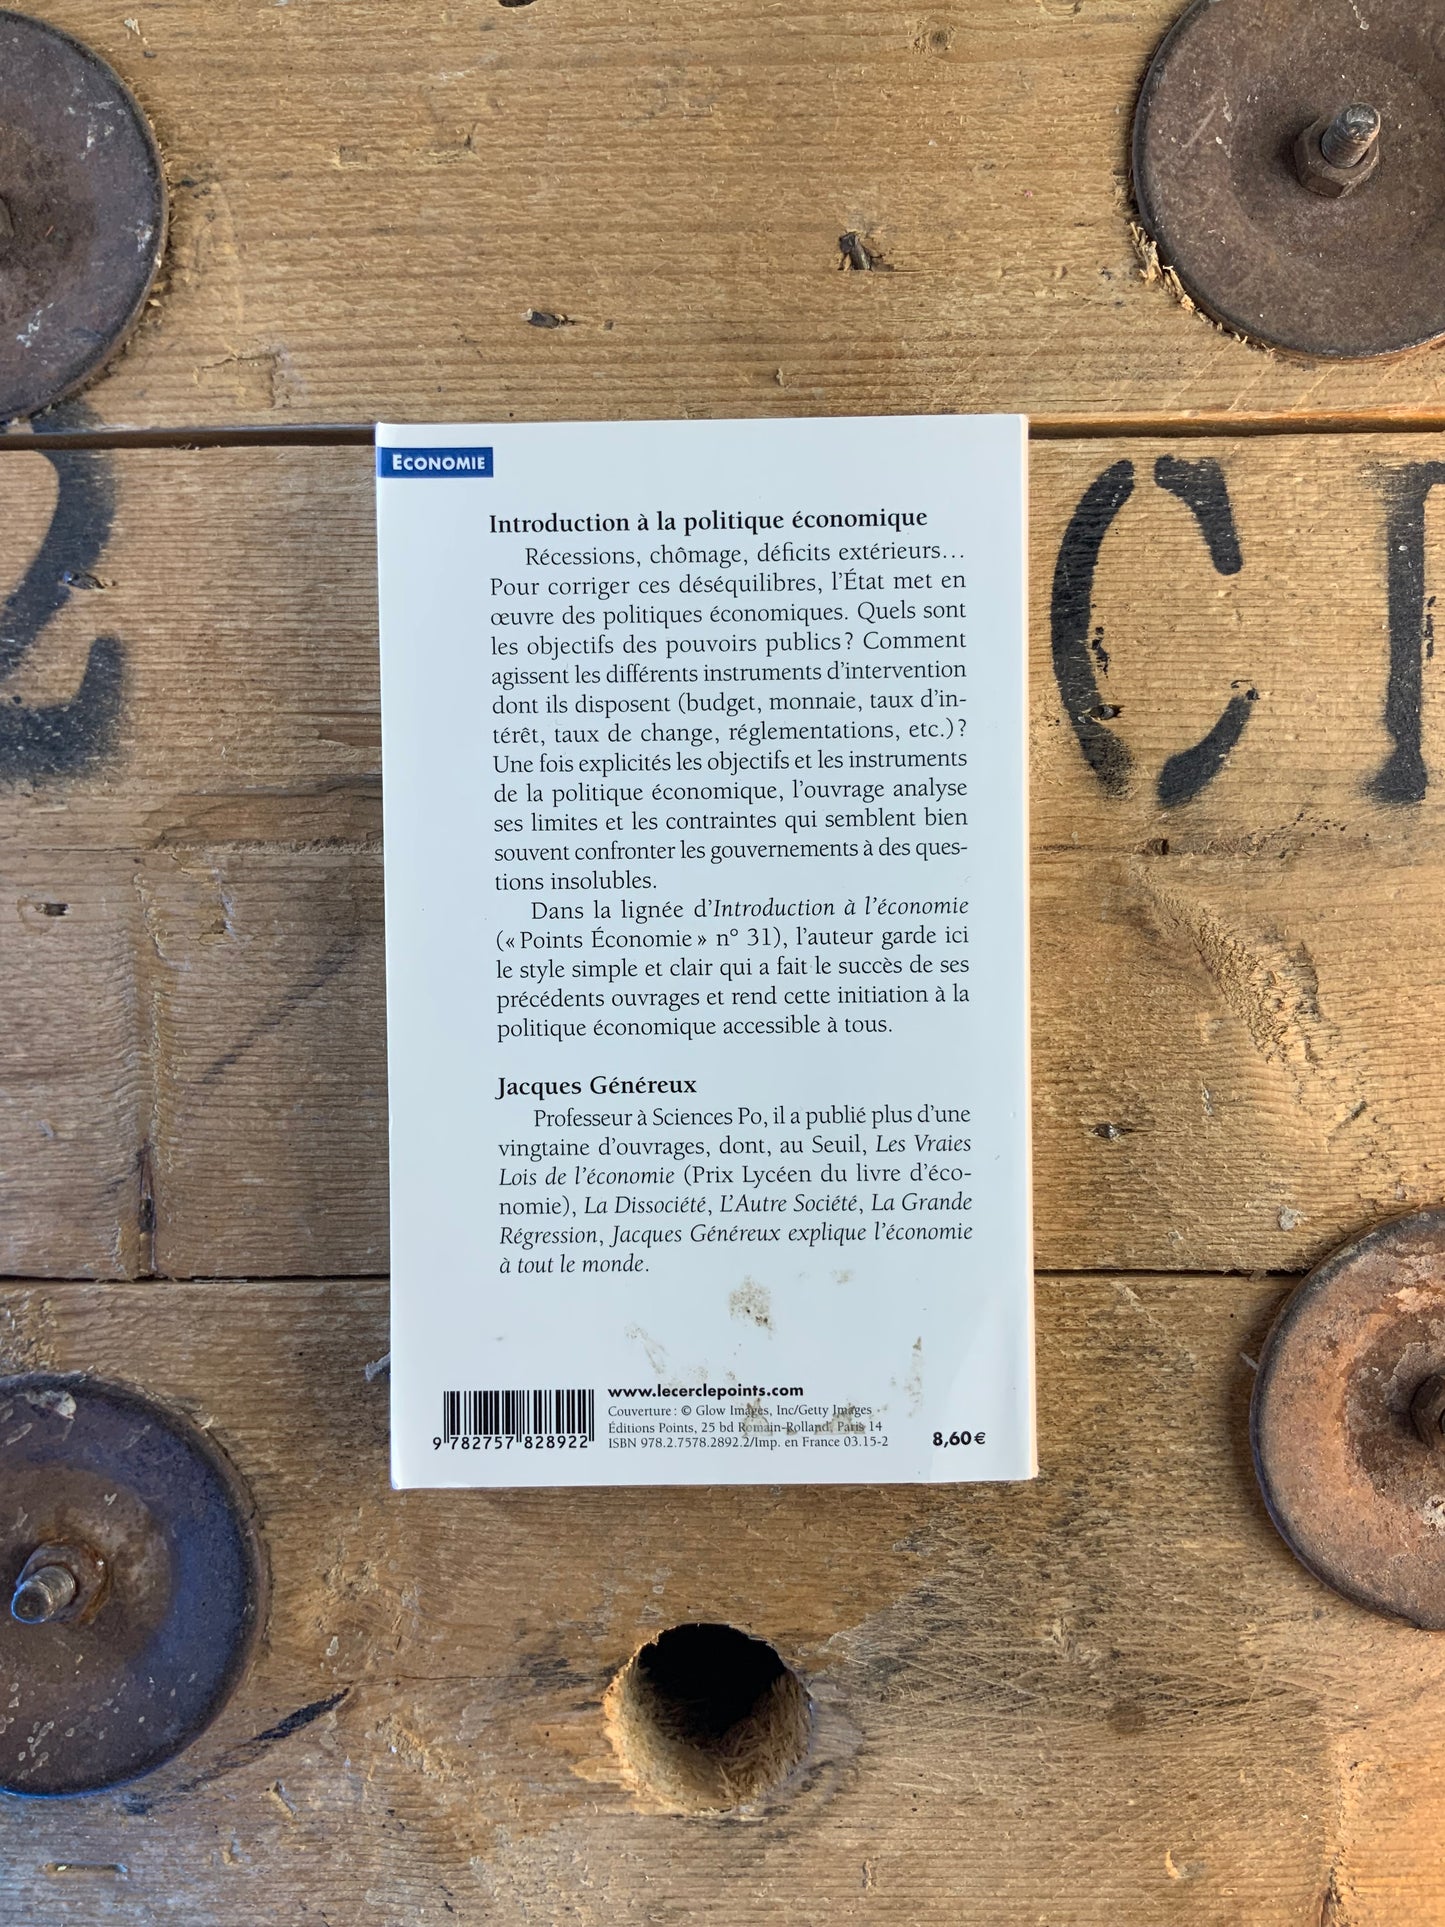 ECONOMIE
Introduction à la politique économique
Récessions, chômage, déficits extérieurs…
Pour corriger ces déséquilibres, l'État met en
œuvre des politiques économiques. Quels sont
les objectifs des pouvoirs publics ? Comment
agissent les différents instruments d'intervention
dont ils disposent (budget, monnaie, taux d'in-
térêt, taux de change, réglementations, etc.) ?
Une fois explicités les objectifs et les instruments
de la politique économique, l'ouvrage analyse
ses limites et les contraintes qui semblent bien
souvent confronter les gouvernements à des ques-
tions insolubles.
Dans la lignée d'Introduction à l'économie
(« Points Économie » n° 31), l'auteur garde ici
le style simple et clair qui a fait le succès de ses
précédents ouvrages et rend cette initiation à la
politique économique accessible à tous.
Jacques Généreux
Professeur à Sciences Po, il a publié plus d'une
vingtaine d'ouvrages, dont, au Seuil, Les Vraies
Lois de l'économie (Prix Lycéen du livre d'éco-
nomie), La Dissociété, L'Autre Société, La Grande
Régression, Jacques Généreux explique l'économie
à tout le monde.
www.lecerclepoints.com
Couverture : © Glow Images, Inc/Getty Images
Éditions Points, 25 bd Romain-Rolland, Paris 14
ISBN 978.2.7578.2892.2/Imp. en France 03.15-2
9 782757 828922
8,60 €
2
C